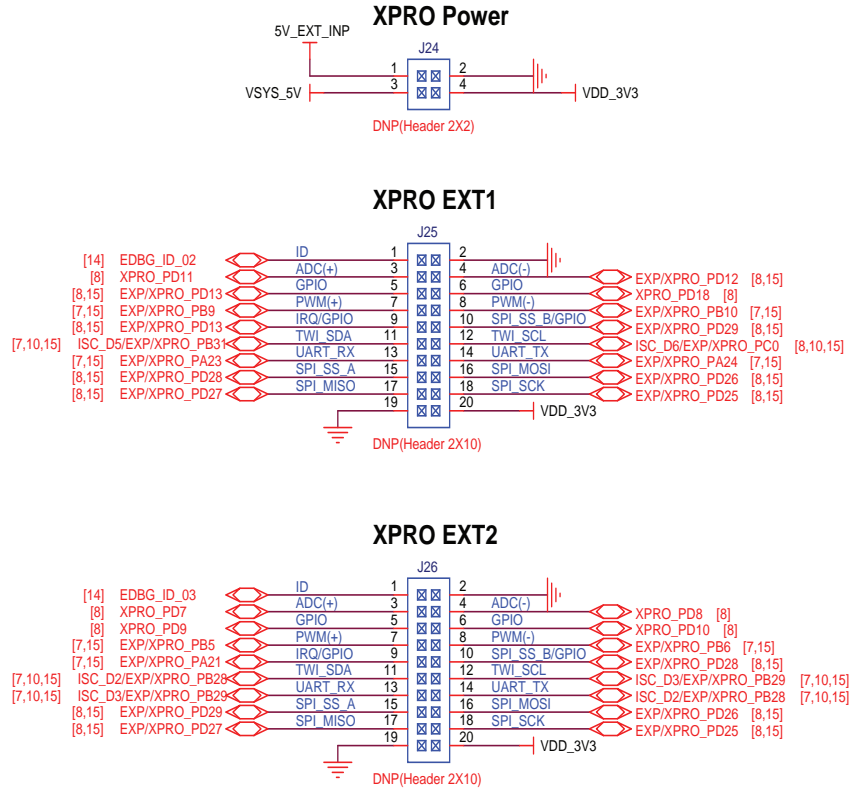 XPRO Power
5V_EXT_INP
J24
1 2
VSYS_5V 3 4 VDD_3V3
DNP(Header 2X2)
XPRO EXT1
J25
[14] EDBG_ID_02 ID 1 2
[8] XPRO_PD11 ADC(+) 3 4 ADC(-) EXP/XPRO_PD12 [8,15]
[8,15] EXP/XPRO_PD13 GPIO 5 6 GPIO XPRO_PD18 [8]
[7,15] EXP/XPRO_PB9 PWM(+) 7 8 PWM(-) EXP/XPRO_PB10 [7,15]
[8,15] EXP/XPRO_PD13 IRQ/GPIO 9 10 SPI_SS_B/GPIO EXP/XPRO_PD29 [8,15]
[7,10,15] ISC_D5/EXP/XPRO_PB31 TWI_SDA 11 12 TWI_SCL ISC_D6/EXP/XPRO_PC0 [8,10,15]
[7,15] EXP/XPRO_PA23 UART_RX 13 14 UART_TX EXP/XPRO_PA24 [7,15]
[8,15] EXP/XPRO_PD28 SPI_SS_A 15 16 SPI_MOSI EXP/XPRO_PD26 [8,15]
[8,15] EXP/XPRO_PD27 SPI_MISO 17 18 SPI_SCK EXP/XPRO_PD25 [8,15]
19 20 VDD_3V3
DNP(Header 2X10)
XPRO EXT2
J26
[14] EDBG_ID_03 ID 1 2
[8] XPRO_PD7 ADC(+) 3 4 ADC(-) XPRO_PD8 [8]
[8] XPRO_PD9 GPIO 5 6 GPIO XPRO_PD10 [8]
[7,15] EXP/XPRO_PB5 PWM(+) 7 8 PWM(-) EXP/XPRO_PB6 [7,15]
[7,15] EXP/XPRO_PA21 IRQ/GPIO 9 10 SPI_SS_B/GPIO EXP/XPRO_PD28 [8,15]
[7,10,15] ISC_D2/EXP/XPRO_PB28 TWI_SDA 11 12 TWI_SCL ISC_D3/EXP/XPRO_PB29 [7,10,15]
[7,10,15] ISC_D3/EXP/XPRO_PB29 UART_RX 13 14 UART_TX ISC_D2/EXP/XPRO_PB28 [7,10,15]
[8,15] EXP/XPRO_PD29 SPI_SS_A 15 16 SPI_MOSI EXP/XPRO_PD26 [8,15]
[8,15] EXP/XPRO_PD27 SPI_MISO 17 18 SPI_SCK EXP/XPRO_PD25 [8,15]
19 20 VDD_3V3
DNP(Header 2X10)